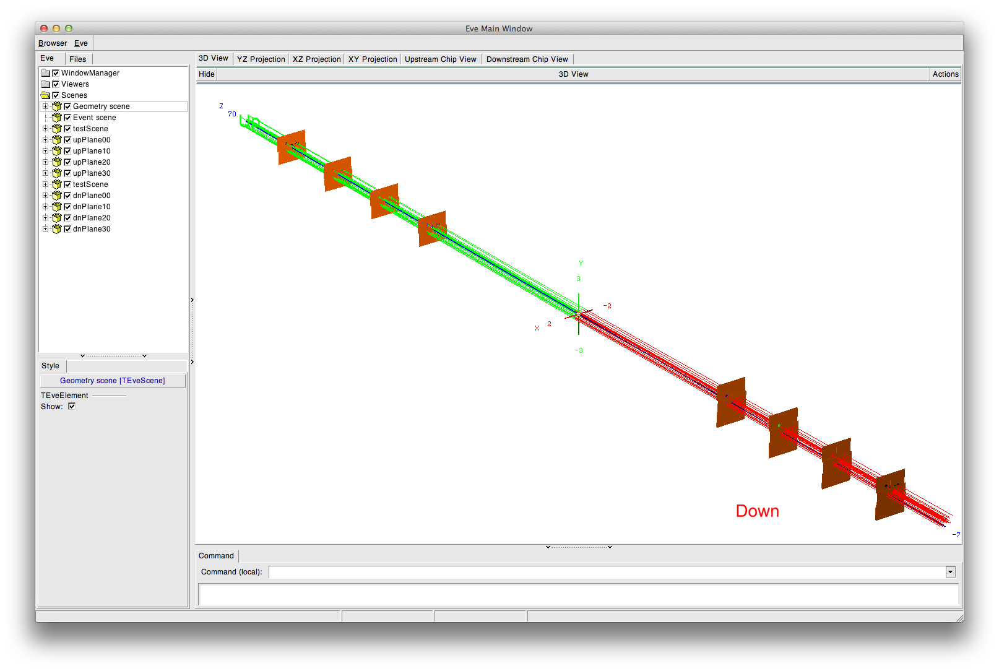 Eve Main Window
Browser Eve
Eve Files
WindowManager
Viewers
Scenes
Geometry scene
Event scene
testScene
upPlane00
upPlane10
upPlane20
upPlane30
testScene
dnPlane00
dnPlane10
dnPlane20
dnPlane30
Style
Geometry scene [TEveScene]
TEveElement
Show:
3D View YZ Projection XZ Projection XY Projection Upstream Chip View Downstream Chip View
Hide 3D View Actions
Z
70
Up
Y
3
-2
2
X
-3
Down
-7
Command
Command (local):